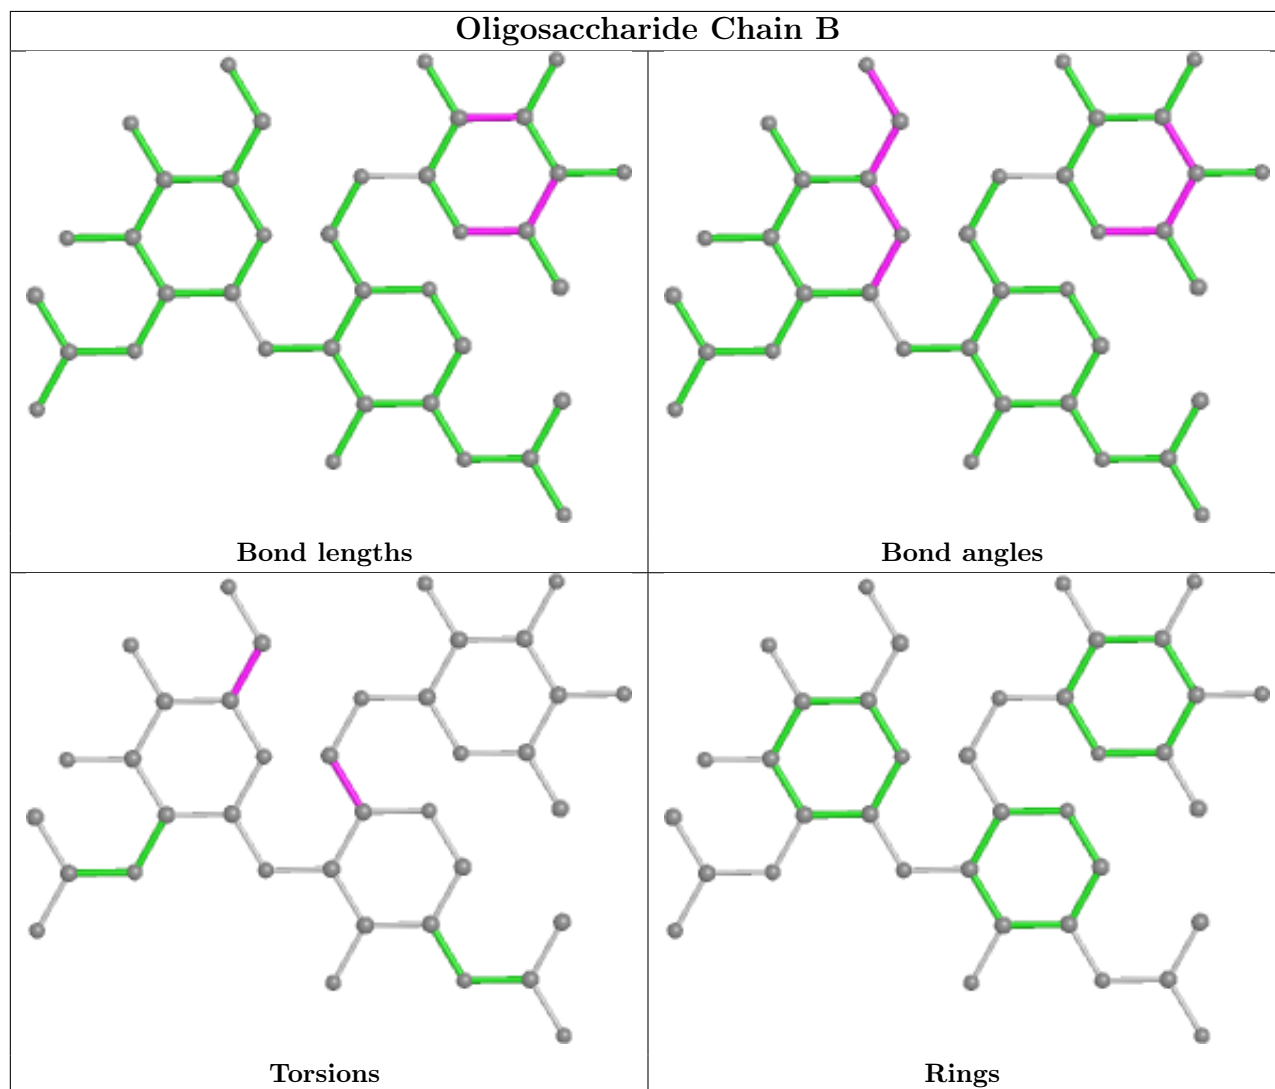 Oligosaccharide Chain B
Bond lengths
Bond angles
Torsions
Rings